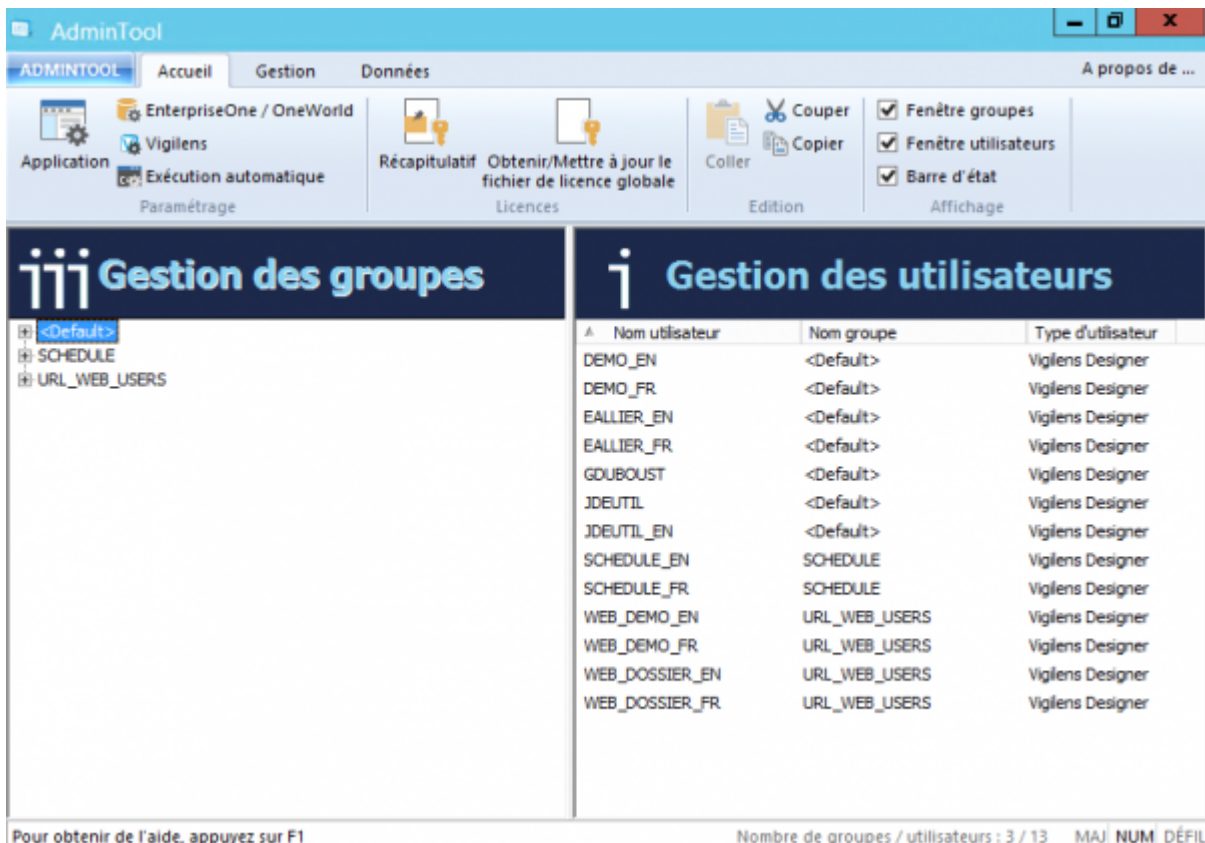 AdminTool
ADMINTOOL Accueil Gestion Données A propos de ...
Application
EnterpriseOne / OneWorld
Vigilens
Exécution automatique
Paramétrage
Récapitulatif
Obtenir/Mettre à jour le
fichier de licence globale
Licences
Coller
Couper
Copier
Edition
Fenêtre groupes
Fenêtre utilisateurs
Barre d'état
Affichage
Gestion des groupes
<Default>
SCHEDULE
URL_WEB_USERS
Gestion des utilisateurs
Nom utilisateur Nom groupe Type d'utilisateur
DEMO_EN <Default> Vigilens Designer
DEMO_FR <Default> Vigilens Designer
EALLIER_EN <Default> Vigilens Designer
EALLIER_FR <Default> Vigilens Designer
GDUBOUST <Default> Vigilens Designer
JDEUTIL <Default> Vigilens Designer
JDEUTIL_EN <Default> Vigilens Designer
SCHEDULE_EN SCHEDULE Vigilens Designer
SCHEDULE_FR SCHEDULE Vigilens Designer
WEB_DEMO_EN URL_WEB_USERS Vigilens Designer
WEB_DEMO_FR URL_WEB_USERS Vigilens Designer
WEB_DOSSIER_EN URL_WEB_USERS Vigilens Designer
WEB_DOSSIER_FR URL_WEB_USERS Vigilens Designer
Pour obtenir de l'aide, appuyez sur F1 Nombre de groupes / utilisateurs : 3 / 13 MAJ NUM DÉFIL